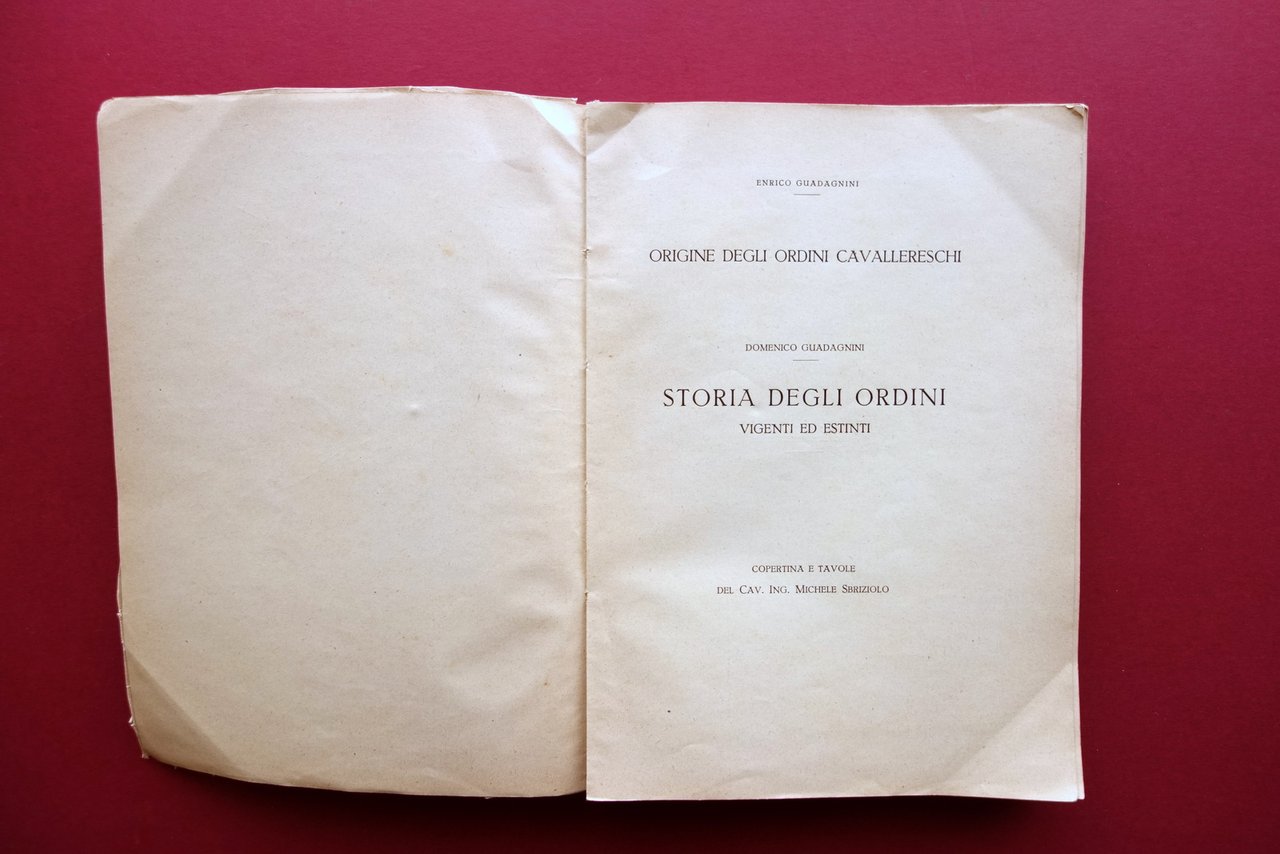 ENRICO GUADAGNINI
ORIGINE DEGLI ORDINI CAVALLERESCHI
DOMENICO GUADAGNINI
STORIA DEGLI ORDINI
VIGENTI ED ESTINTI
COPERTINA E TAVOLE
DEL CAV. ING. MICHELE SBRIZIOLO